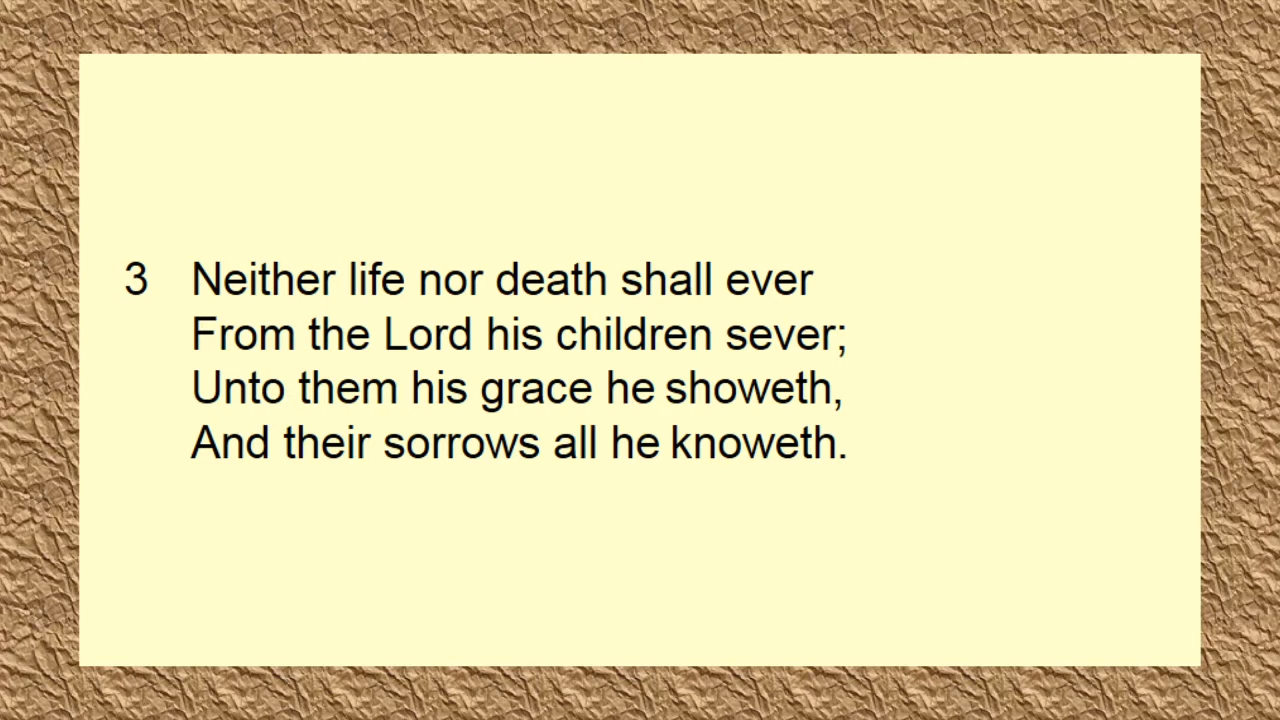 3 Neither life nor death shall ever
From the Lord his children sever;
Unto them his grace he showeth,
And their sorrows all he knoweth.